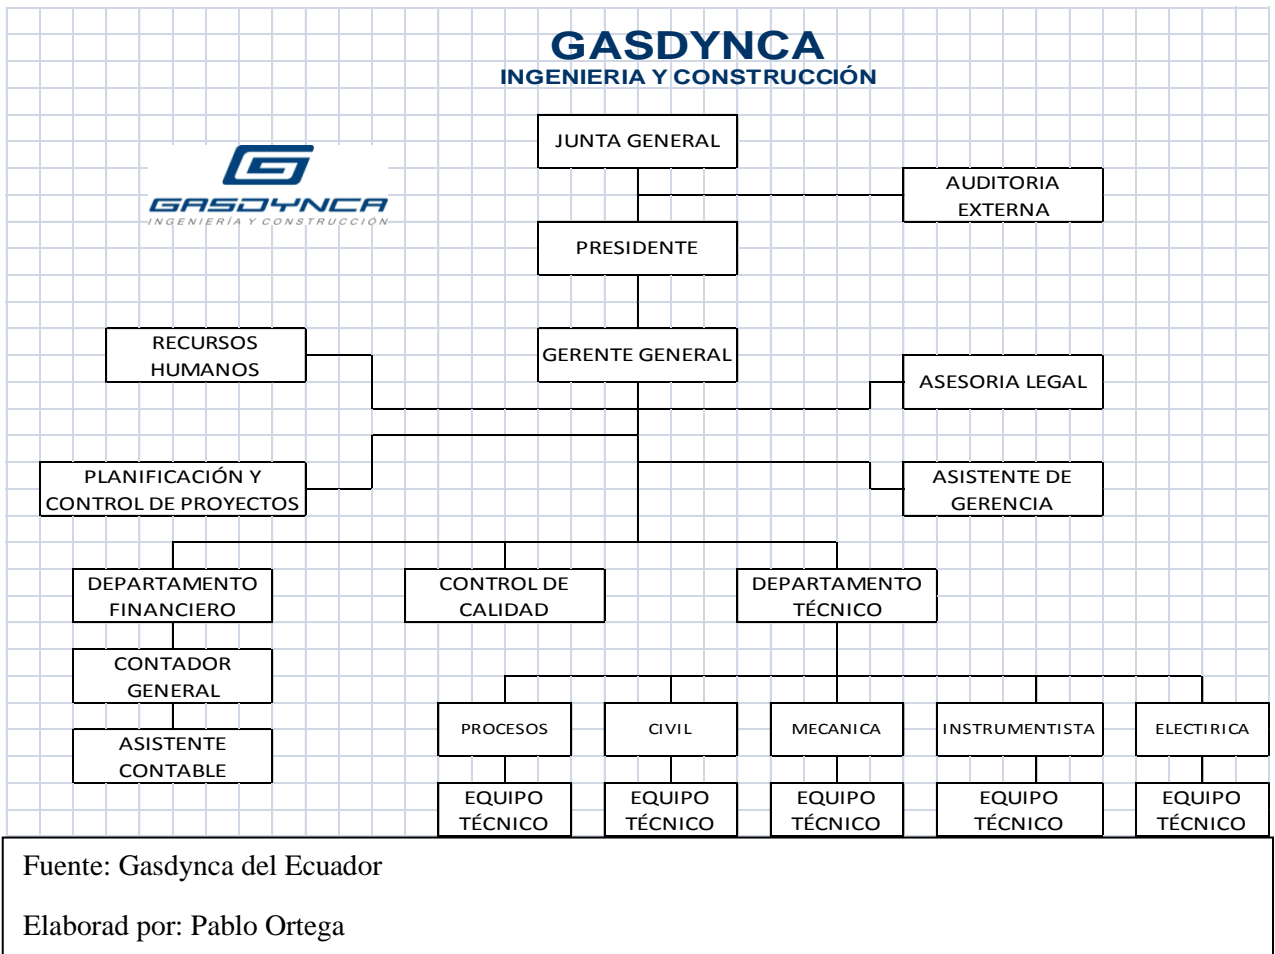 GASDYNCA
INGENIERIA Y CONSTRUCCIÓN
JUNTA GENERAL
GASDYNCA
INGENIERÍA Y CONSTRUCCIÓN
AUDITORIA
EXTERNA
PRESIDENTE
RECURSOS
HUMANOS
GERENTE GENERAL
ASESORIA LEGAL
PLANIFICACIÓN Y
CONTROL DE PROYECTOS
ASISTENTE DE
GERENCIA
DEPARTAMENTO
FINANCIERO
CONTROL DE
CALIDAD
DEPARTAMENTO
TÉCNICO
CONTADOR
GENERAL
ASISTENTE
CONTABLE
PROCESOS
CIVIL
MECANICA
INSTRUMENTISTA
ELECTIRICA
EQUIPO
TÉCNICO
EQUIPO
TÉCNICO
EQUIPO
TÉCNICO
EQUIPO
TÉCNICO
EQUIPO
TÉCNICO
Fuente: Gasdynca del Ecuador
Elaborad por: Pablo Ortega